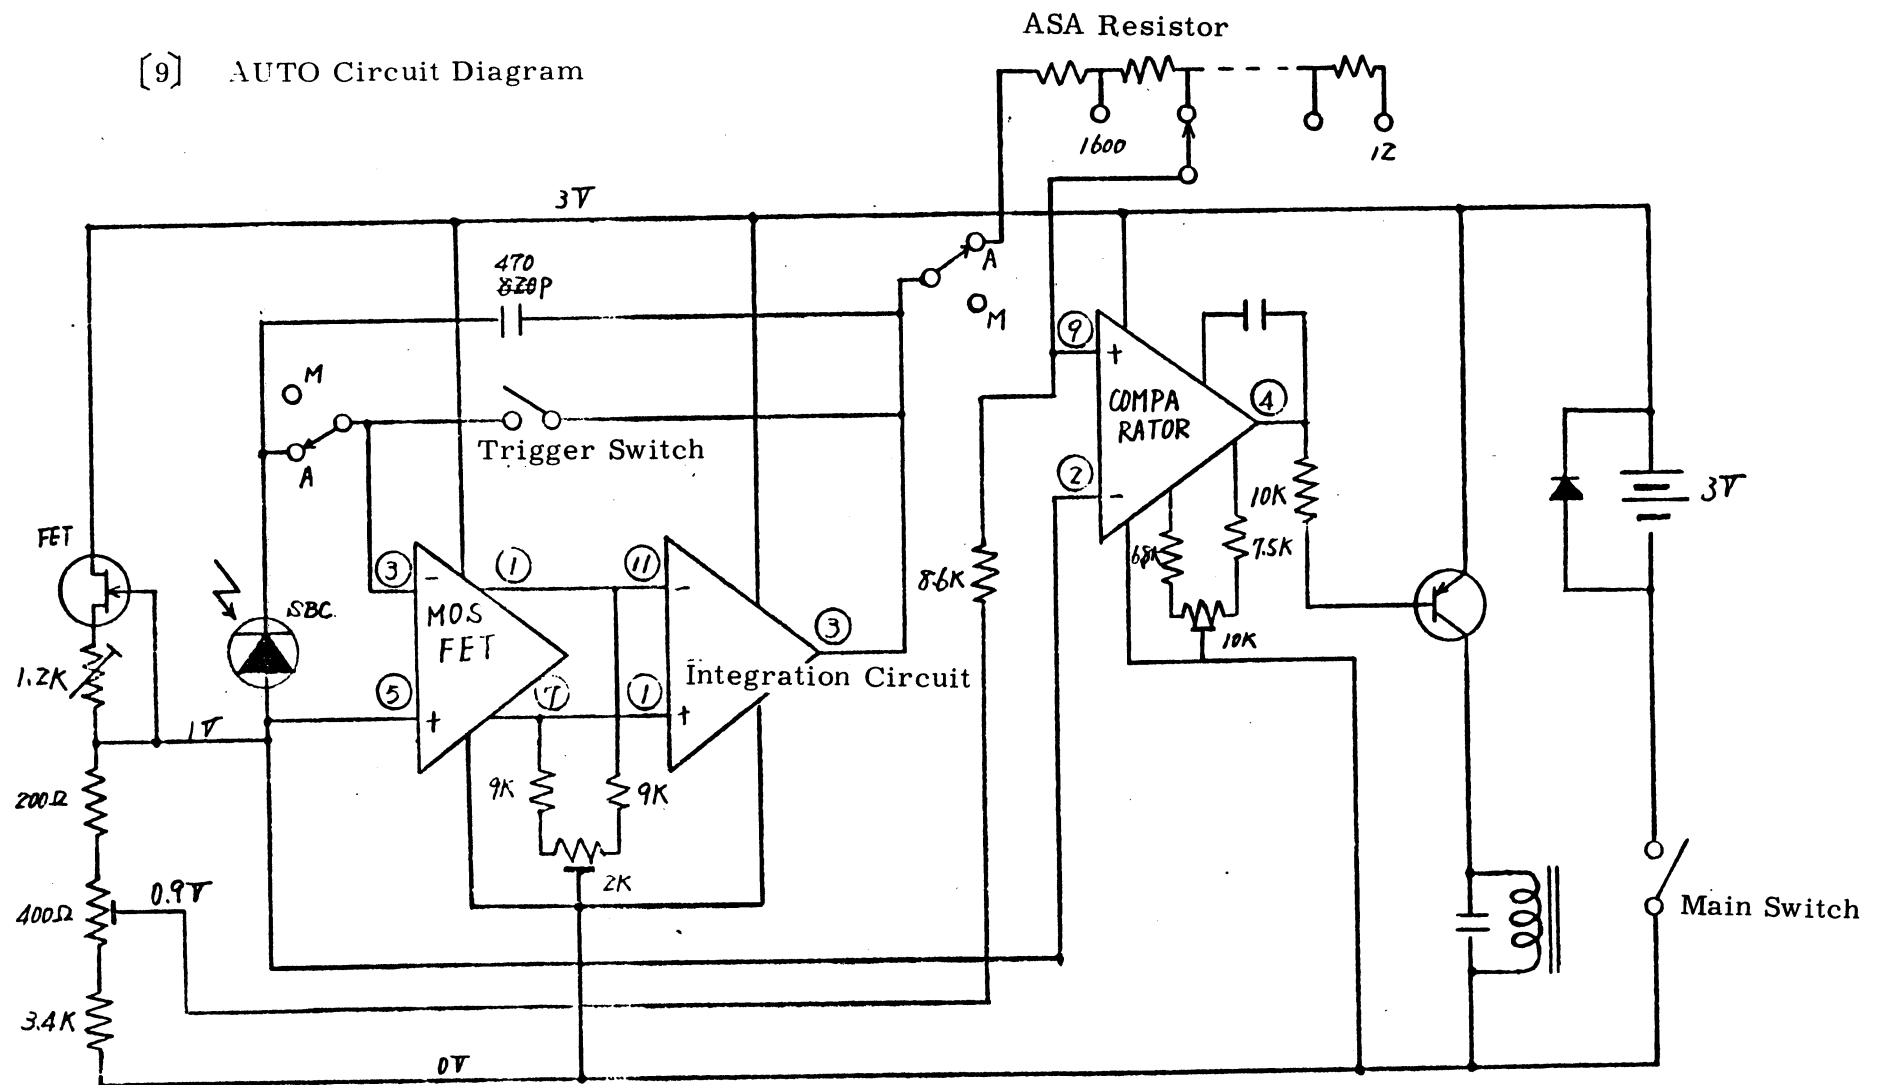 ASA Resistor
[9] AUTO Circuit Diagram
1600
12
3V
A
M
470
820P
M
A
Trigger Switch
9
+
COMPA
RATOR
4
2
-
10K
68K
7.5K
10K
3V
FET
1.2K
SBC.
3
-
1
MOS
FET
5
+
7
11
-
1
+
3
Integration Circuit
8.6K
1V
200Ω
9K
9K
2K
400Ω
0.9V
3.4K
0V
Main Switch